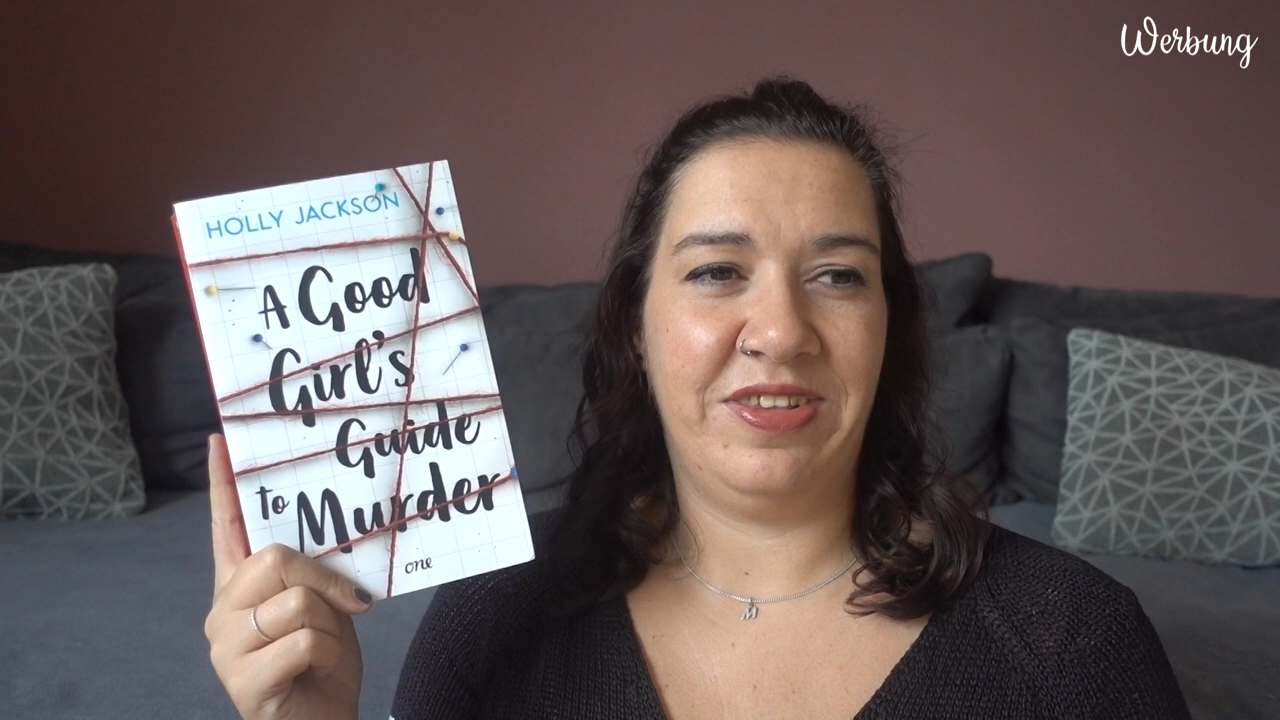 Werbung
HOLLY JACKSON
A Good
Girl's
Guide
to Murder
one
M